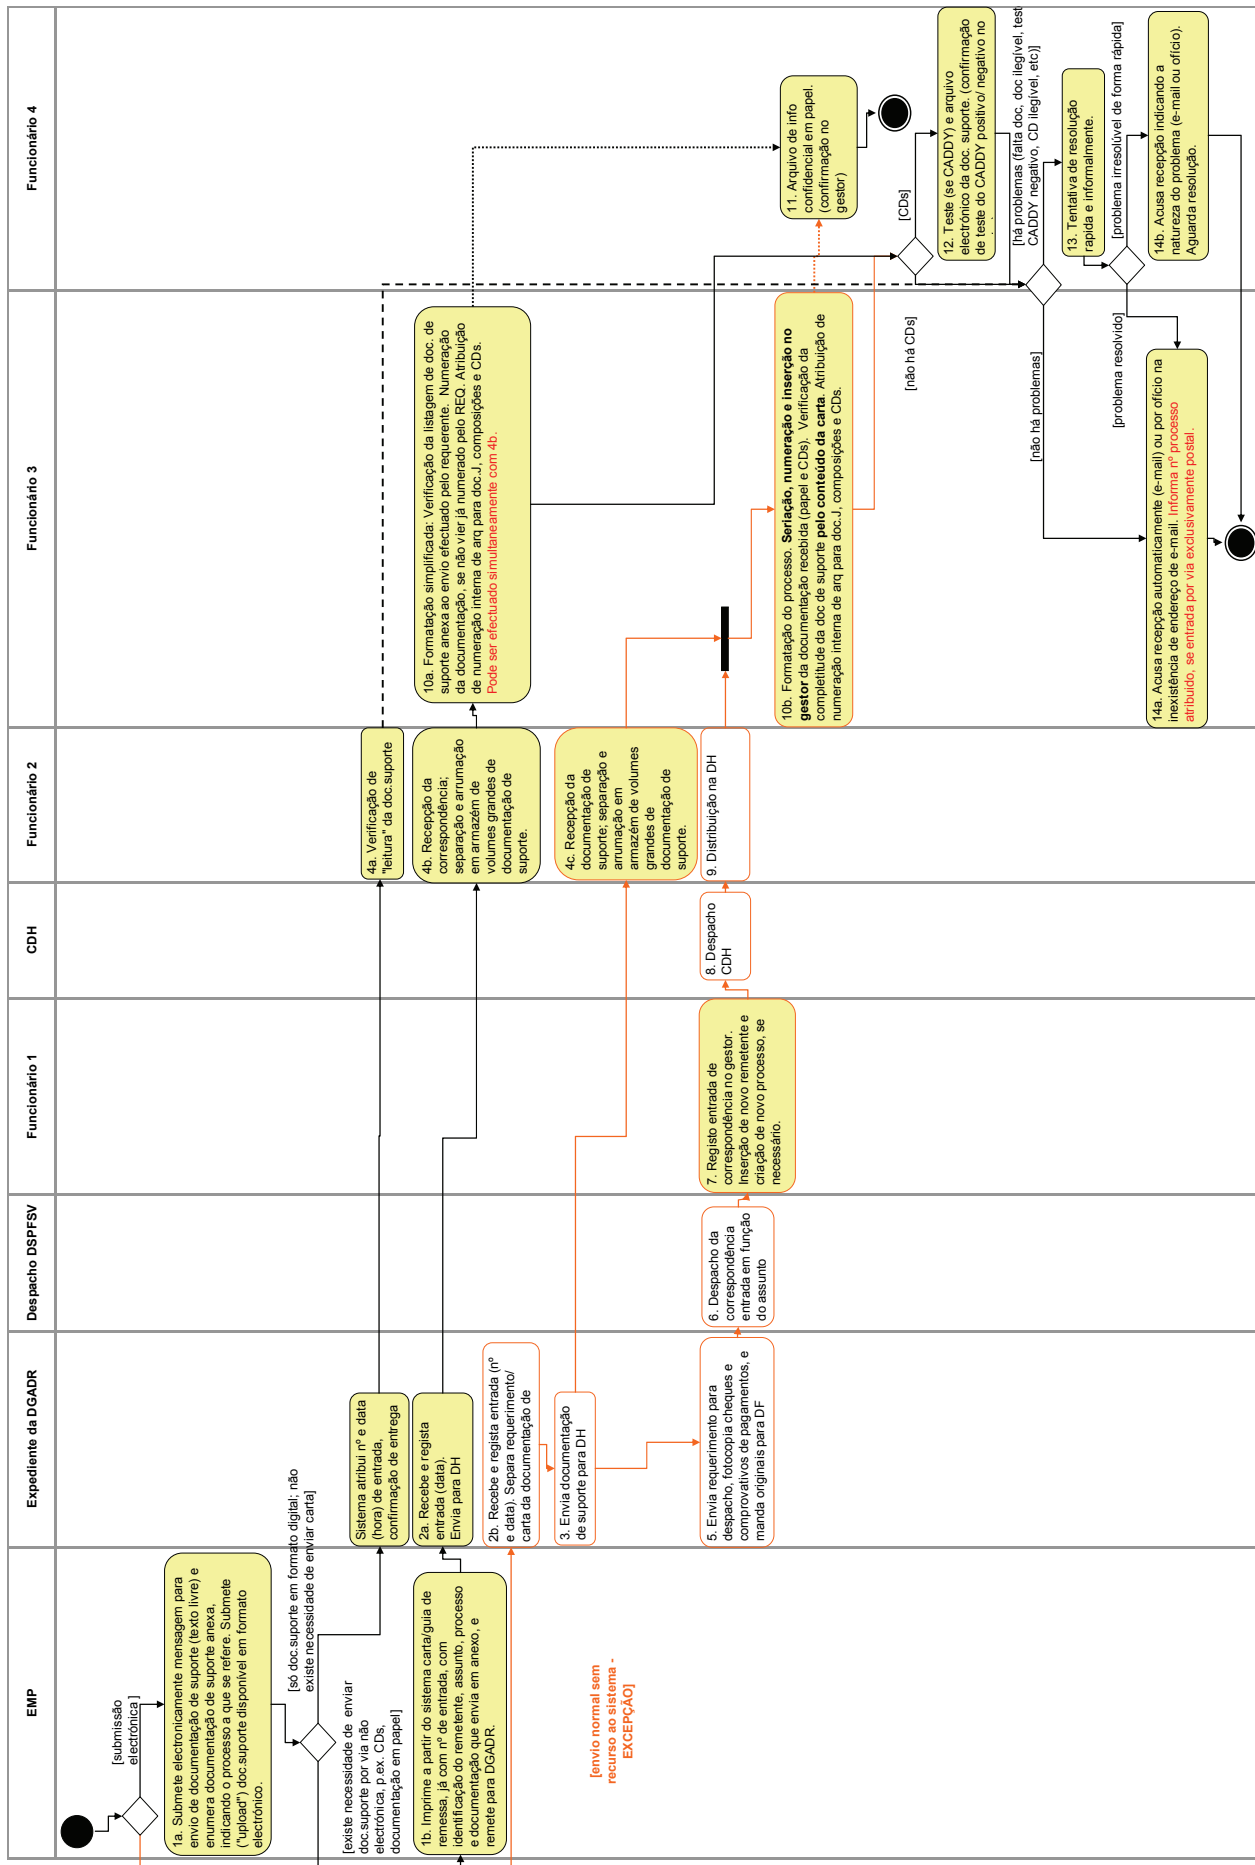 EMP
Expediente da DGADR
Despacho DSPFSV
Funcionário 1
CDH
Funcionário 2
Funcionário 3
Funcionário 4
[submissão
electrónica ]
1a. Submete electronicamente mensagem para
envio de documentação de suporte (texto livre) e
enumera documentação de suporte anexa,
indicando o processo a que se refere. Submete
("upload") doc.suporte disponível em formato
electrónico.
[só doc.suporte em formato digital; não
existe necessidade de enviar carta]
[existe necessidade de enviar
doc.suporte por via não
electrónica, p.ex. CDs,
documentação em papel]
1b. Imprime a partir do sistema carta/guia de
remessa, já com nº de entrada, com
identificação do remetente, assunto, processo
e documentação que envia em anexo, e
remete para DGADR.
[envio normal sem
recurso ao sistema -
EXCEPÇÃO]
Sistema atribui nº e data
(hora) de entrada,
confirmação de entrega
2a. Recebe e regista
entrada (data).
Envia para DH
2b. Recebe e regista entrada (nº
e data). Separa requerimento/
carta da documentação de
3. Envia documentação
de suporte para DH
5. Envia requerimento para
despacho, fotocopia cheques e
comprovativos de pagamentos, e
manda originais para DF
6. Despacho da
correspondência
entrada em função
do assunto
7. Registo entrada de
correspondência no gestor.
Inserção de novo remetente e
criação de novo processo, se
necessário.
8. Despacho
CDH
4a. Verificação de
"leitura" da doc.suporte
4b. Recepção da
correspondência;
separação e arrumação
em armazém de
volumes grandes de
documentação de
suporte.
4c. Recepção da
documentação de
suporte; separação e
arrumação em
armazém de volumes
grandes de
documentação de
suporte.
9. Distribuição na DH
10a. Formatação simplificada: Verificação da listagem de doc. de
suporte anexa ao envio efectuado pelo requerente. Numeração
da documentação, se não vier já numerado pelo REQ. Atribuição
de numeração interna de arq para doc.J, composições e CDs.
Pode ser efectuado simultaneamente com 4b.
10b. Formatação do processo. Seriação, numeração e inserção no
gestor da documentação recebida (papel e CDs). Verificação da
completitude da doc de suporte pelo conteúdo da carta. Atribuição de
numeração interna de arq para doc.J, composições e CDs.
[não há CDs]
[não há problemas]
[problema resolvido]
14a. Acusa recepção automaticamente (e-mail) ou por ofício na
inexistência de endereço de e-mail. Informa nº processo
atribuido, se entrada por via exclusivamente postal.
11. Arquivo de info
confidencial em papel.
(confirmação no
gestor)
[CDs]
12. Teste (se CADDY) e arquivo
electrónico da doc. suporte. (confirmação
de teste do CADDY positivo/ negativo no
[há problemas (falta doc, doc ilegível, test
CADDY negativo, CD ilegível, etc)]
13. Tentativa de resolução
rapida e informalmente.
[problema irresolúvel de forma rápida]
14b. Acusa recepção indicando a
natureza do problema (e-mail ou ofício).
Aguarda resolução.